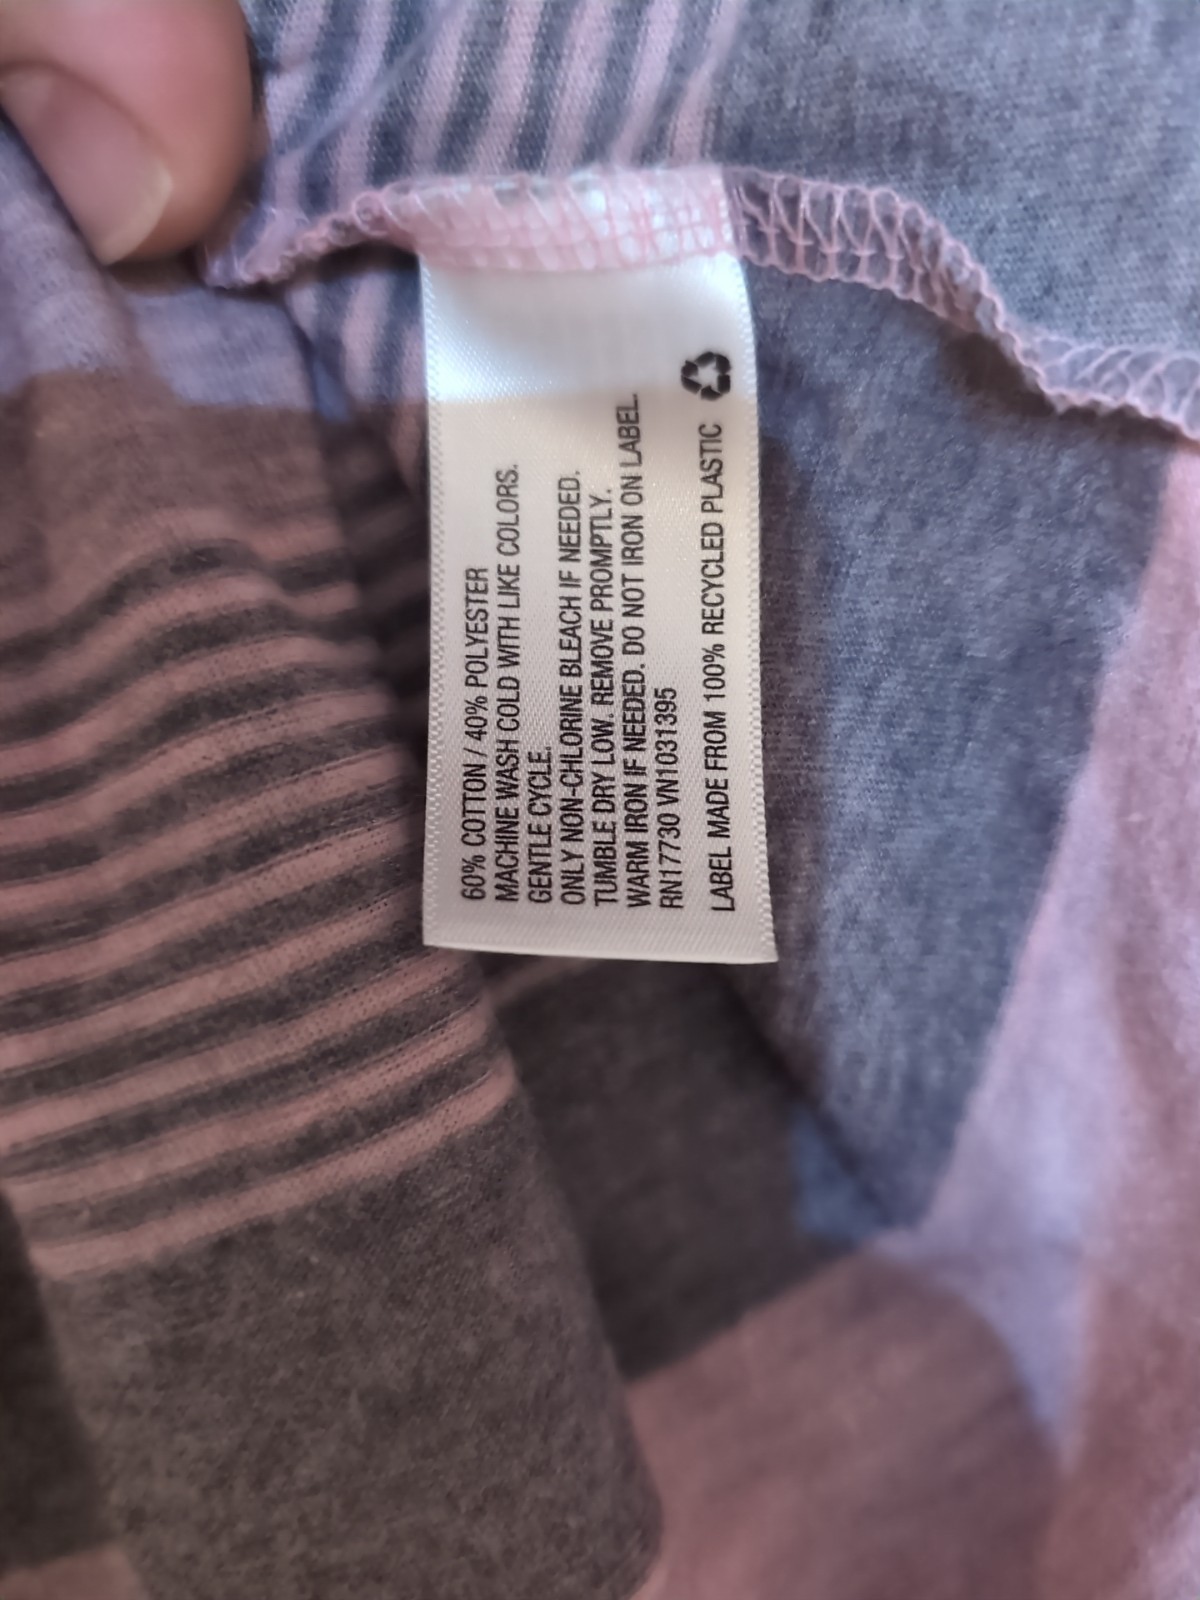 60% COTTON / 40% POLYESTER
MACHINE WASH COLD WITH LIKE COLORS.
GENTLE CYCLE.
ONLY NON-CHLORINE BLEACH IF NEEDED.
TUMBLE DRY LOW. REMOVE PROMPTLY.
WARM IRON IF NEEDED. DO NOT IRON ON LABEL.
RN17730 VN1031395
LABEL MADE FROM 100% RECYCLED PLASTIC